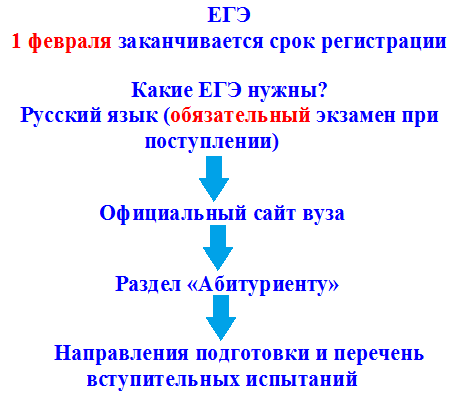 ЕГЭ
1 февраля заканчивается срок регистрации
Какие ЕГЭ нужны?
Русский язык (обязательный экзамен при
поступлении)
Официальный сайт вуза
Раздел «Абитуриенту»
Направления подготовки и перечень
вступительных испытаний